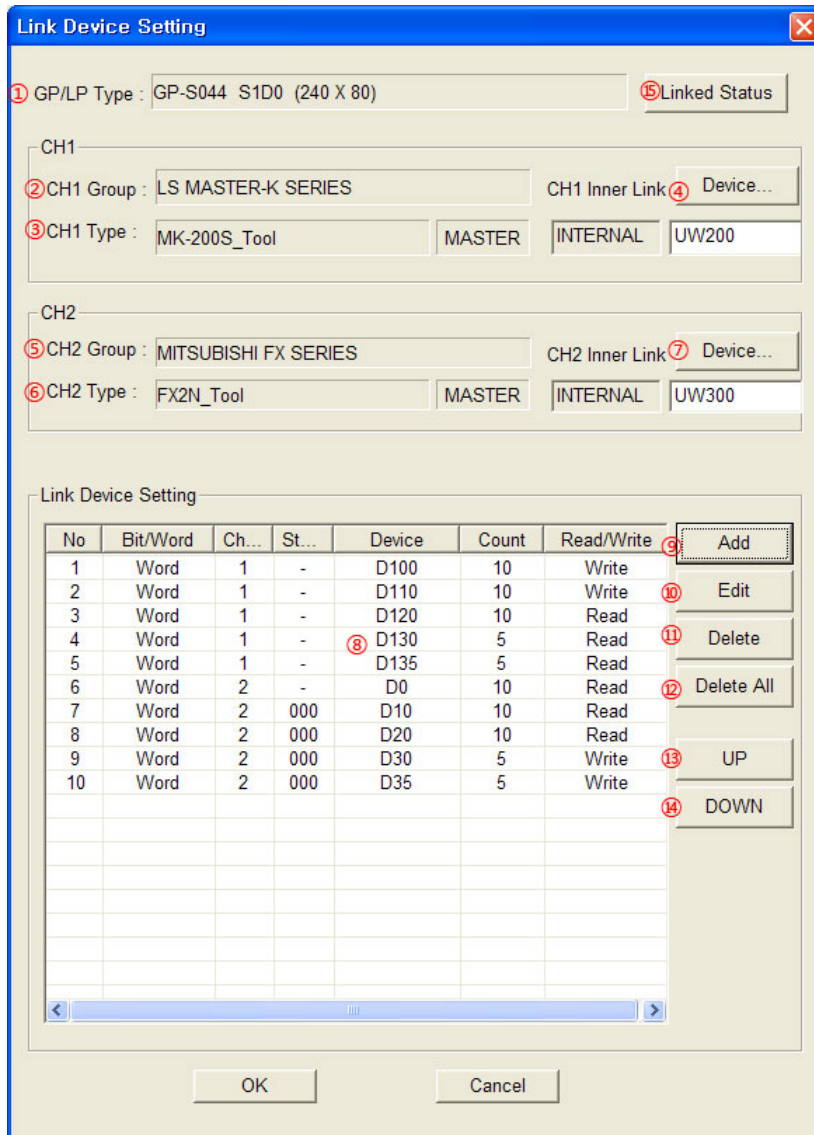 Link Device Setting
① GP/LP Type : GP-S044 S1D0 (240 X 80) ⑮ Linked Status
CH1
② CH1 Group : LS MASTER-K SERIES CH1 Inner Link ④ Device...
③ CH1 Type : MK-200S_Tool MASTER INTERNAL UW200
CH2
⑤ CH2 Group : MITSUBISHI FX SERIES CH2 Inner Link ⑦ Device...
⑥ CH2 Type : FX2N_Tool MASTER INTERNAL UW300
Link Device Setting
No Bit/Word Ch... St... Device Count Read/Write ⑨ Add
1 Word 1 - D100 10 Write
2 Word 1 - D110 10 Write ⑩ Edit
3 Word 1 - D120 10 Read
4 Word 1 - ⑧ D130 5 Read ⑪ Delete
5 Word 1 - D135 5 Read
6 Word 2 - D0 10 Read ⑫ Delete All
7 Word 2 000 D10 10 Read
8 Word 2 000 D20 10 Read
9 Word 2 000 D30 5 Write ⑬ UP
10 Word 2 000 D35 5 Write
⑭ DOWN
OK Cancel